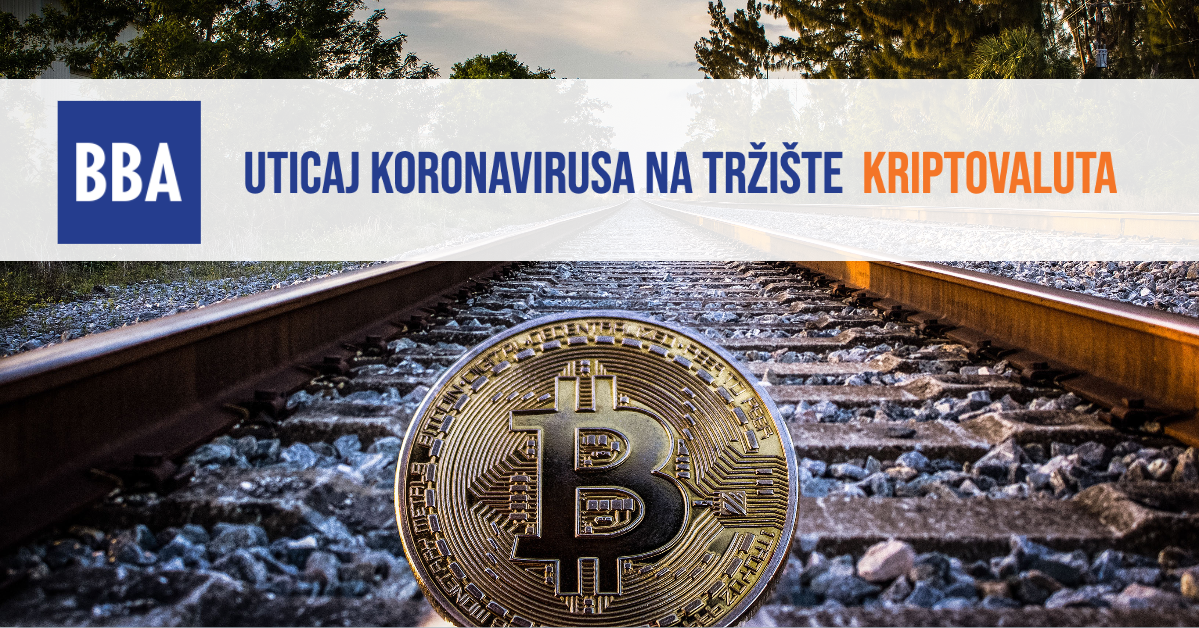 BBA
UTICAJ KORONAVIRUSA NA TRŽIŠTE KRIPTOVALUTA